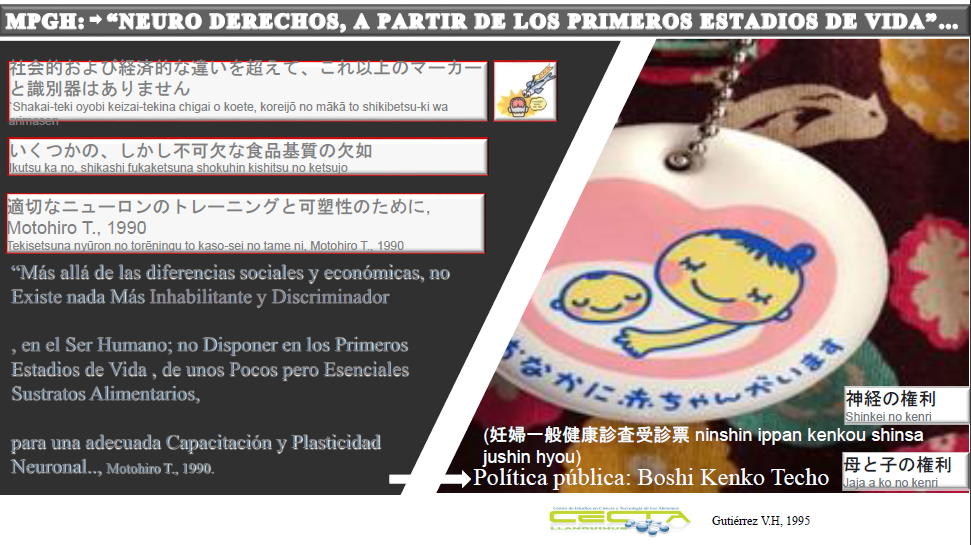 MPGH: → “NEURO DERECHOS, A PARTIR DE LOS PRIMEROS ESTADIOS DE VIDA”...
社会的および経済的な違いを超えて、これ以上のマーカー
と識別器はありません
`Shakai-teki oyobi keizai-tekina chigai o koete, koreijō no mākā to shikibetsu-ki wa
arimasen
いくつかの、しかし不可欠な食品基質の欠如
Ikutsu ka no, shikashi fukaketsuna shokuhin kishitsu no ketsujo
適切なニューロンのトレーニングと可塑性のために,
Motohiro T., 1990
Tekisetsuna nyūron no torēningu to kaso-sei no tame ni, Motohiro T., 1990
“Más allá de las diferencias sociales y económicas, no
Existe nada Más Inhabilitante y Discriminador
, en el Ser Humano; no Disponer en los Primeros
Estadios de Vida , de unos Pocos pero Esenciales
Sustratos Alimentarios,
para una adecuada Capacitación y Plasticidad
Neuronal.., Motohiro T., 1990.
おなかに赤ちゃんがいます
神経の権利
Shinkei no kenri
(妊婦一般健康診査受診票 ninshin ippan kenkou shinsa
jushin hyou)
母と子の権利
Jaja a ko no kenri
Política pública: Boshi Kenko Techo
Centro de Estudios en Ciencia y Tecnología de los Alimentos
CECTA
LLANQUIHUE
Gutiérrez V.H, 1995